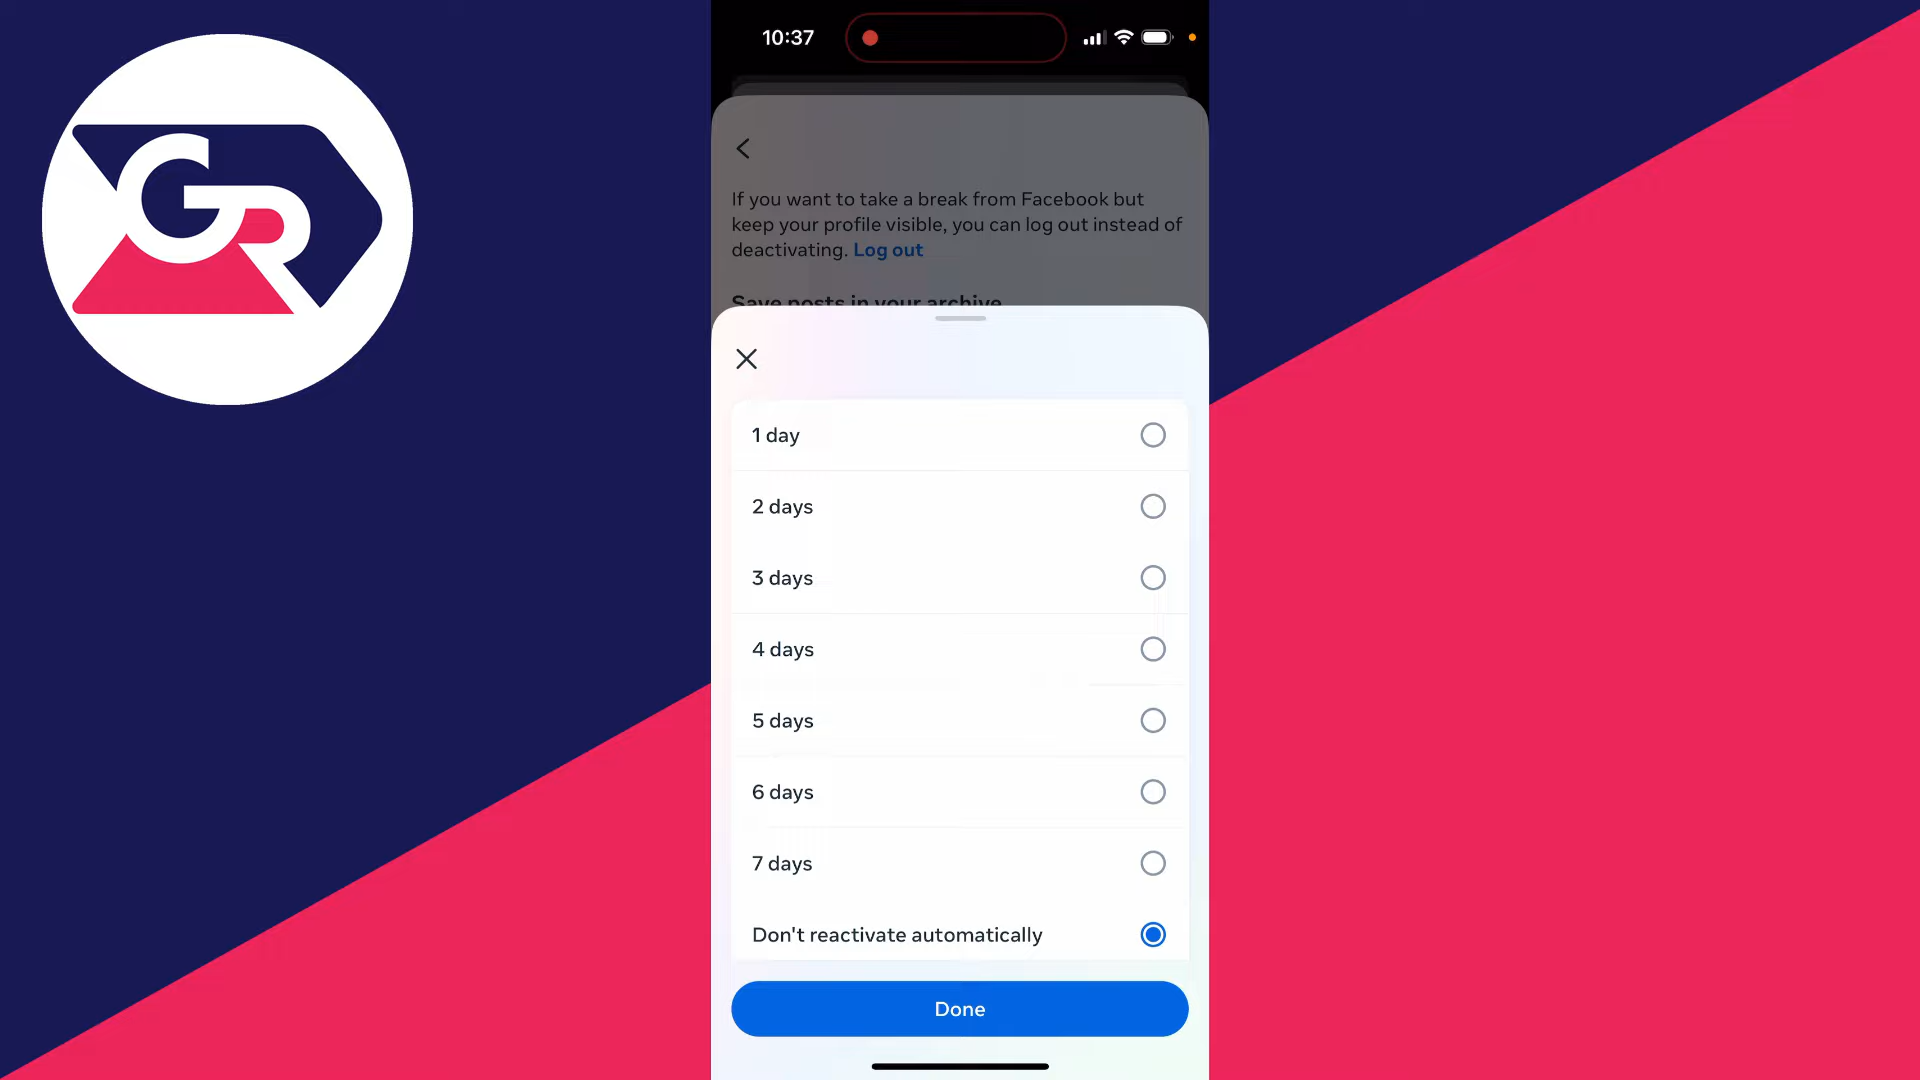 GR
10:37
If you want to take a break from Facebook but
keep your profile visible, you can log out instead of
deactivating. Log out
Save posts in your archive
1 day
2 days
3 days
4 days
5 days
6 days
7 days
Don't reactivate automatically
Done